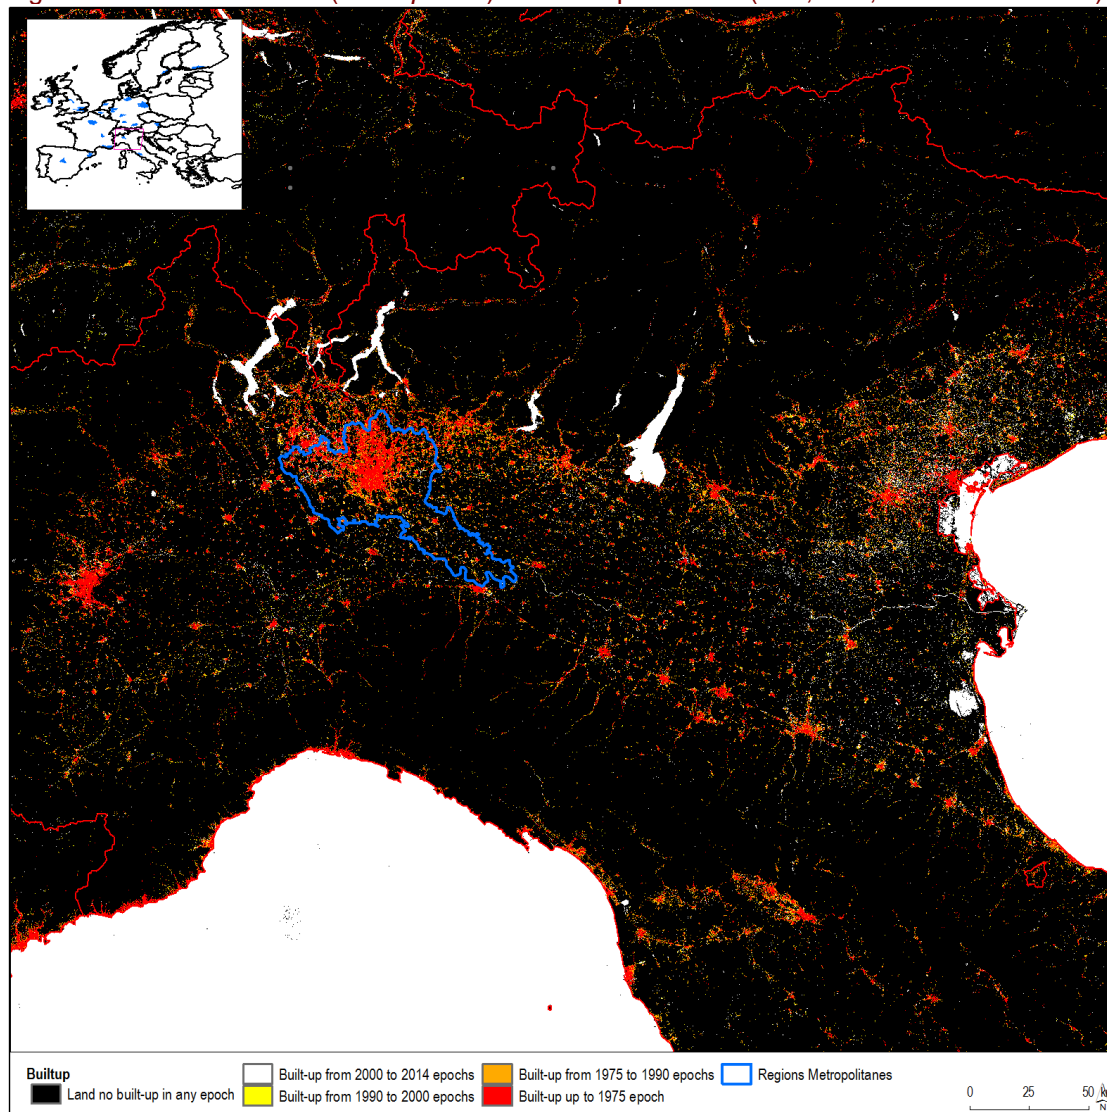 Builtup
Land no built-up in any epoch
Built-up from 2000 to 2014 epochs
Built-up from 1990 to 2000 epochs
Built-up from 1975 to 1990 epochs
Built-up up to 1975 epoch
Regions Metropolitanes
0 25 50
N